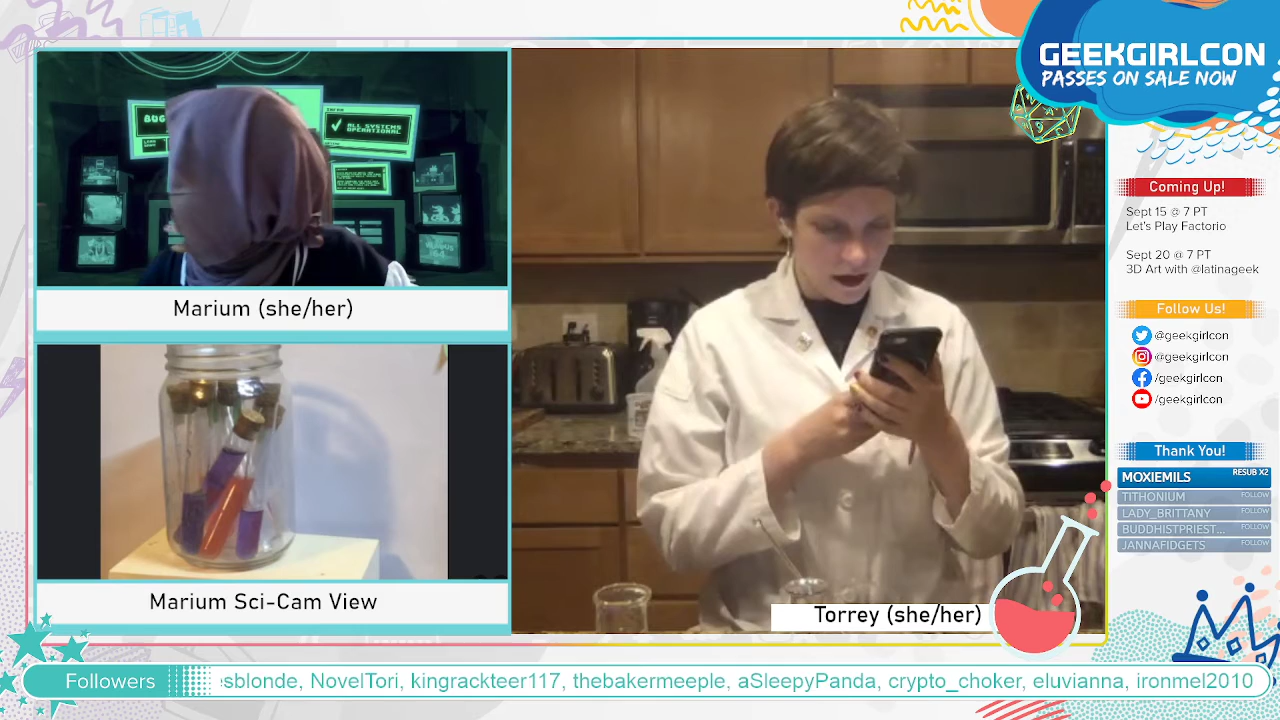 GEEKGIRLCON
PASSES ON SALE NOW
ALL SYSTEMS
OPERATIONAL
Marium (she/her)
Marium Sci-Cam View
Torrey (she/her)
Coming Up!
Sept 15 @ 7 PT
Let's Play Factorio
Sept 20 @ 7 PT
3D Art with @latinageek
Follow Us!
@geekgirlcon
@geekgirlcon
/geekgirlcon
/geekgirlcon
Thank You!
MOXIEMILS RESUB X2
TITHONIUM FOLLOW
LADY_BRITTANY FOLLOW
BUDDHISTPRIEST... FOLLOW
JANNAFIDGETS FOLLOW
Followers esblonde, NovelTori, kingrackteer117, thebakermeeple, aSleepyPanda, crypto_choker, eluvianna, ironmel2010